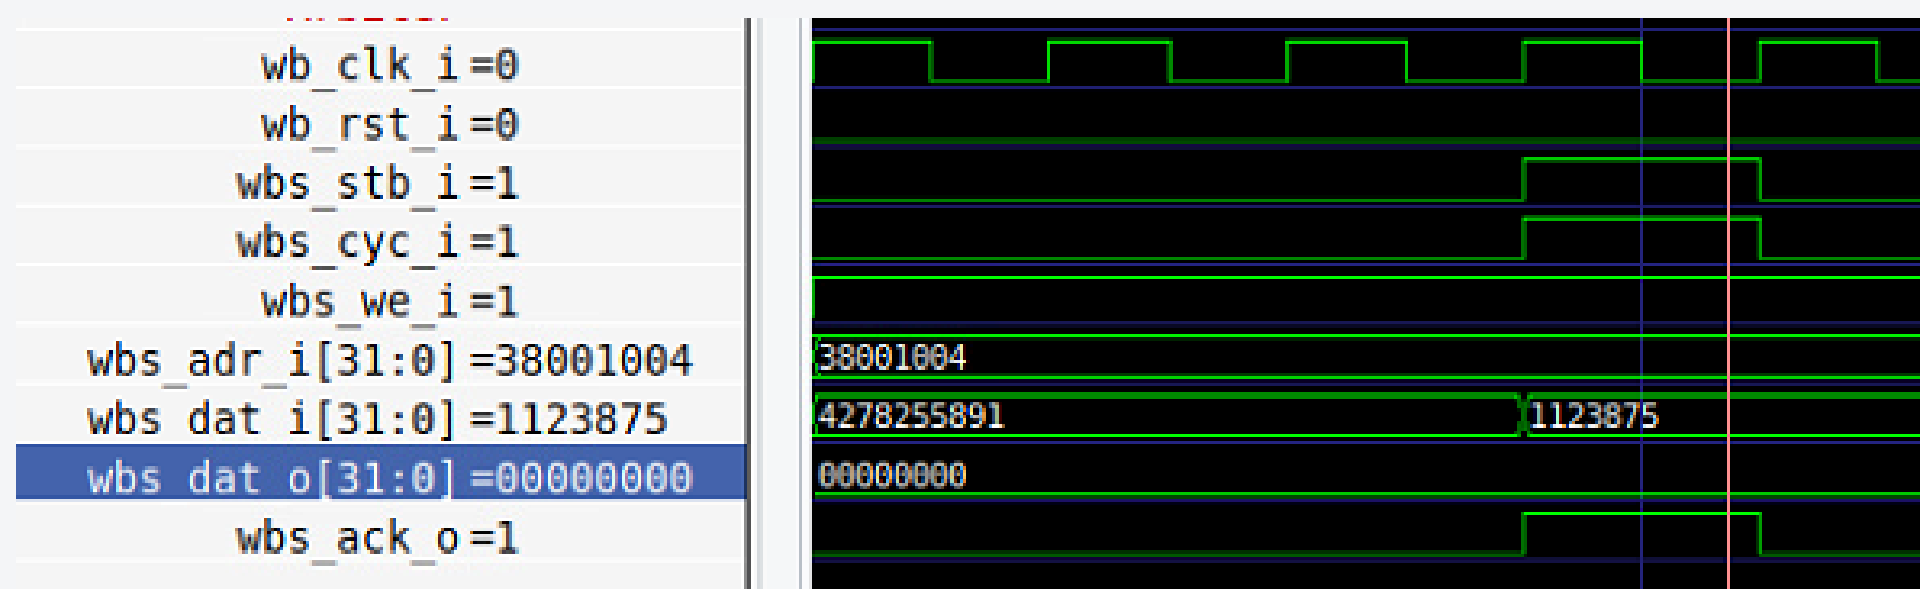 wb_clk_i=0
wb_rst_i=0
wbs_stb_i=1
wbs_cyc_i=1
wbs_we_i=1
wbs_adr_i[31:0]=38001004 38001004
wbs_dat_i[31:0]=1123875 4278255891 1123875
wbs_dat_o[31:0]=00000000 00000000
wbs_ack_o=1